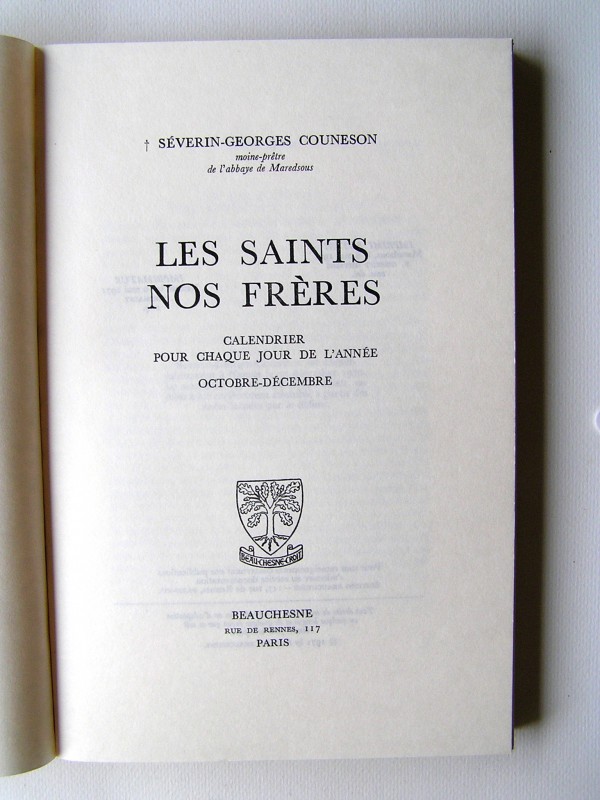 † SÉVERIN-GEORGES COUNESON
moine-prêtre
de l'abbaye de Maredsous
LES SAINTS
NOS FRÈRES
CALENDRIER
POUR CHAQUE JOUR DE L'ANNÉE
OCTOBRE-DÉCEMBRE
BEAU·CHESNE·CROIT
BEAUCHESNE
RUE DE RENNES, 117
PARIS